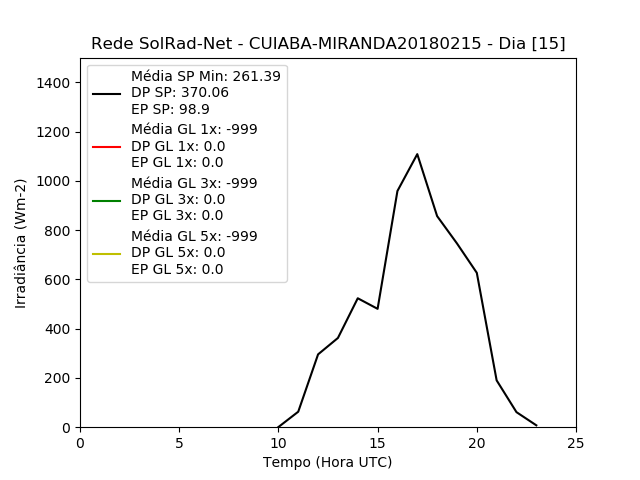 Rede SolRad-Net - CUIABA-MIRANDA20180215 - Dia [15]
Média SP Min: 261.39
DP SP: 370.06
EP SP: 98.9
Média GL 1x: -999
DP GL 1x: 0.0
EP GL 1x: 0.0
Média GL 3x: -999
DP GL 3x: 0.0
EP GL 3x: 0.0
Média GL 5x: -999
DP GL 5x: 0.0
EP GL 5x: 0.0
Irradiância (Wm-2)
1400
1200
1000
800
600
400
200
0
0 5 10 15 20 25
Tempo (Hora UTC)